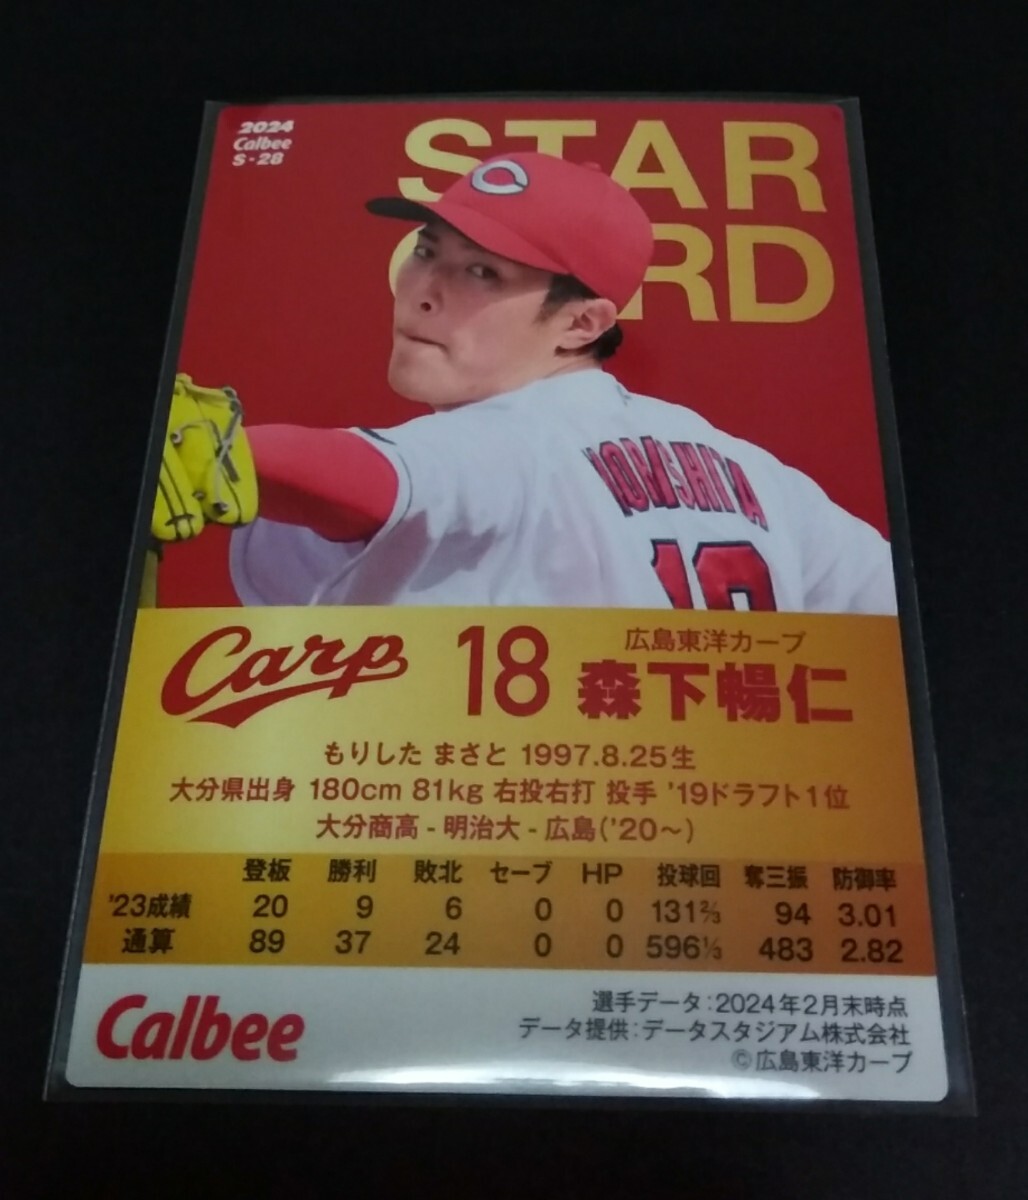 2024
Calbee
S・28
STAR
CARD
MORISHITA
18
Carp 18 広島東洋カープ
森下暢仁
もりした まさと 1997.8.25生
大分県出身 180cm 81kg 右投右打 投手 '19ドラフト1位
大分商高 - 明治大 - 広島('20～)
登板 勝利 敗北 セーブ HP 投球回 奪三振 防御率
'23成績 20 9 6 0 0 131⅔ 94 3.01
通算 89 37 24 0 0 596⅓ 483 2.82
Calbee
選手データ：2024年2月末時点
データ提供：データスタジアム株式会社
©広島東洋カープ